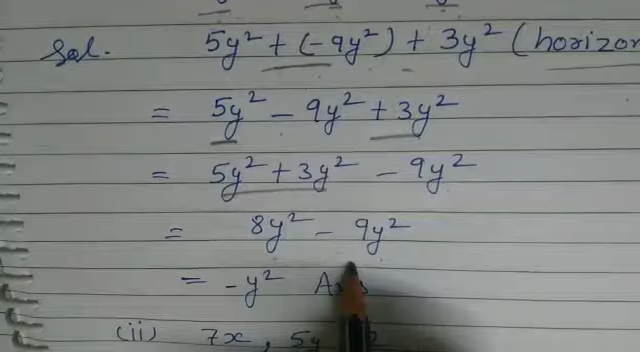 Sol. 5y² + (-9y²) + 3y² (horizon
= 5y² - 9y² + 3y²
= 5y² + 3y² - 9y²
= 8y² - 9y²
= -y²
(ii) 7x, 5y